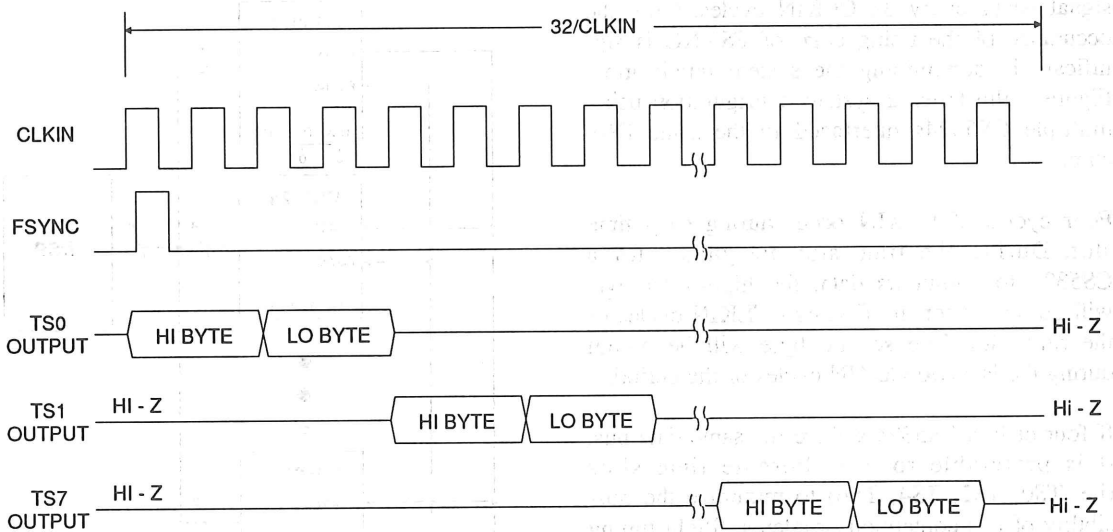 32/CLKIN
CLKIN
FSYNC
TS0
OUTPUT
HI BYTE
LO BYTE
Hi - Z
TS1
OUTPUT
HI - Z
HI BYTE
LO BYTE
Hi - Z
TS7
OUTPUT
HI - Z
HI BYTE
LO BYTE
Hi - Z